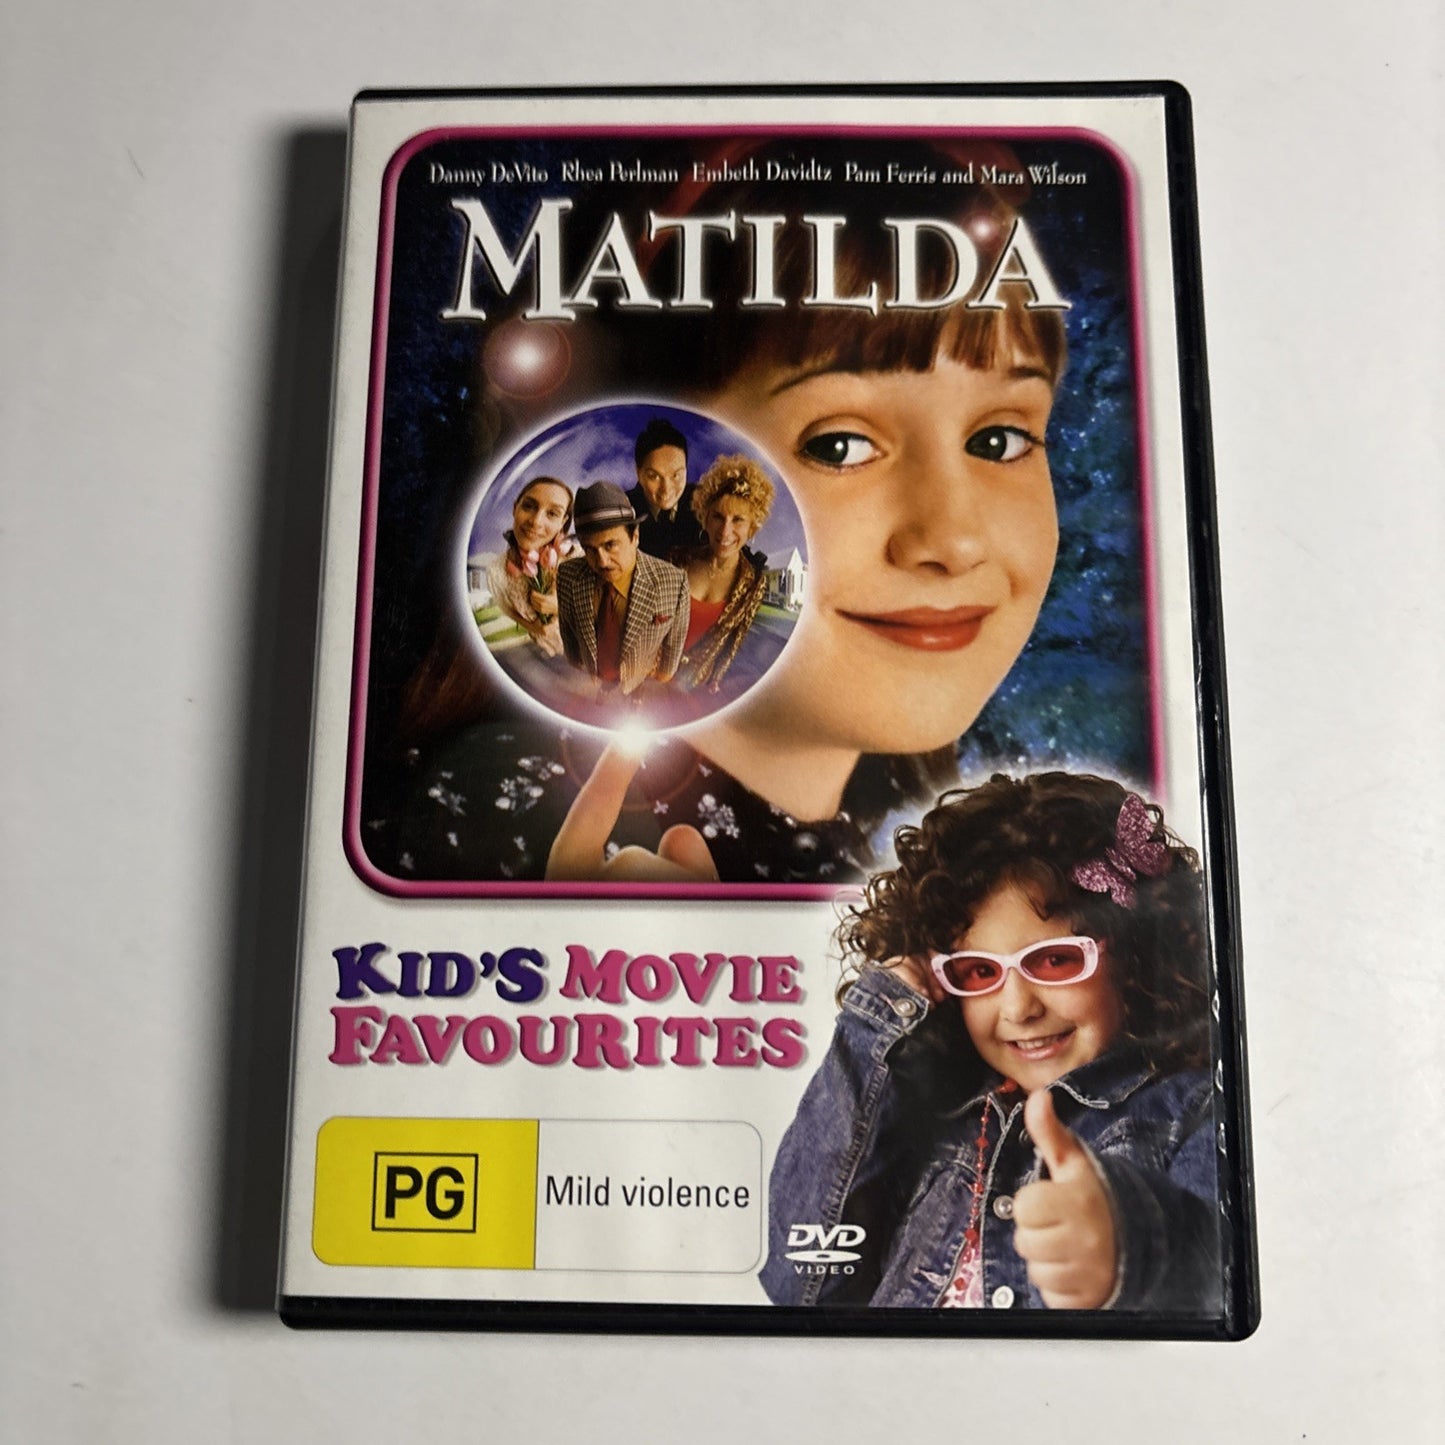 Danny DeVito Rhea Perlman Embeth Davidtz Pam Ferris and Mara Wilson
MATILDA
KID'S MOVIE
FAVOURITES
PG Mild violence
DVD
VIDEO